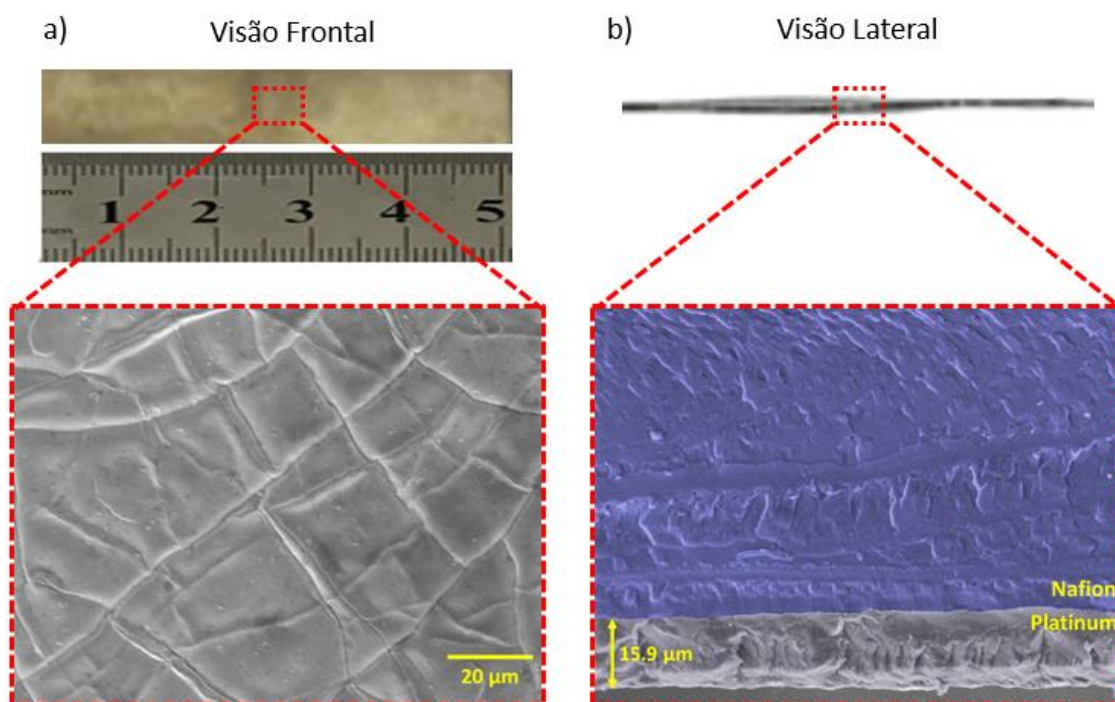 a)
Visão Frontal
b)
Visão Lateral
1 2 3 4 5
20 µm
Nafion
Platinum
15.9 µm